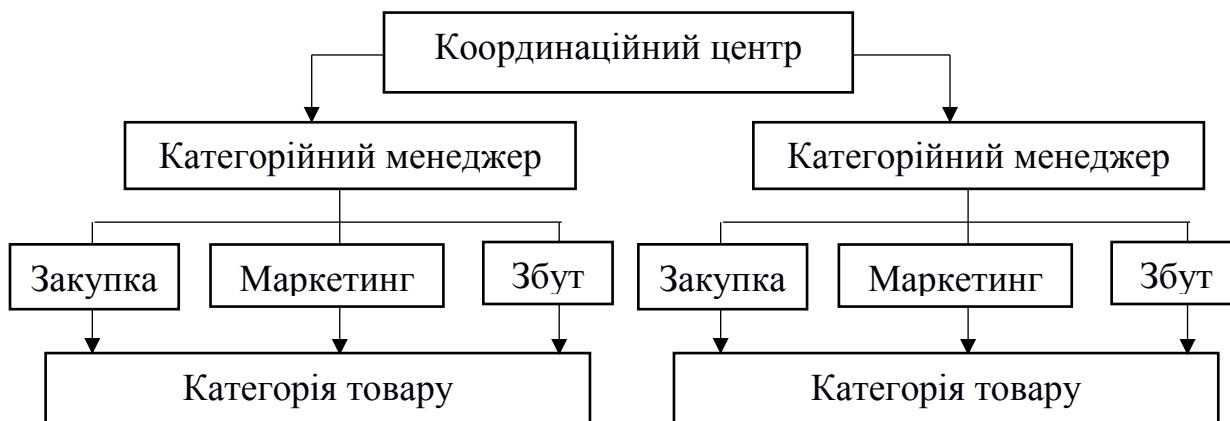 Координаційний центр
Категорійний менеджер
Категорійний менеджер
Закупка
Маркетинг
Збут
Закупка
Маркетинг
Збут
Категорія товару
Категорія товару